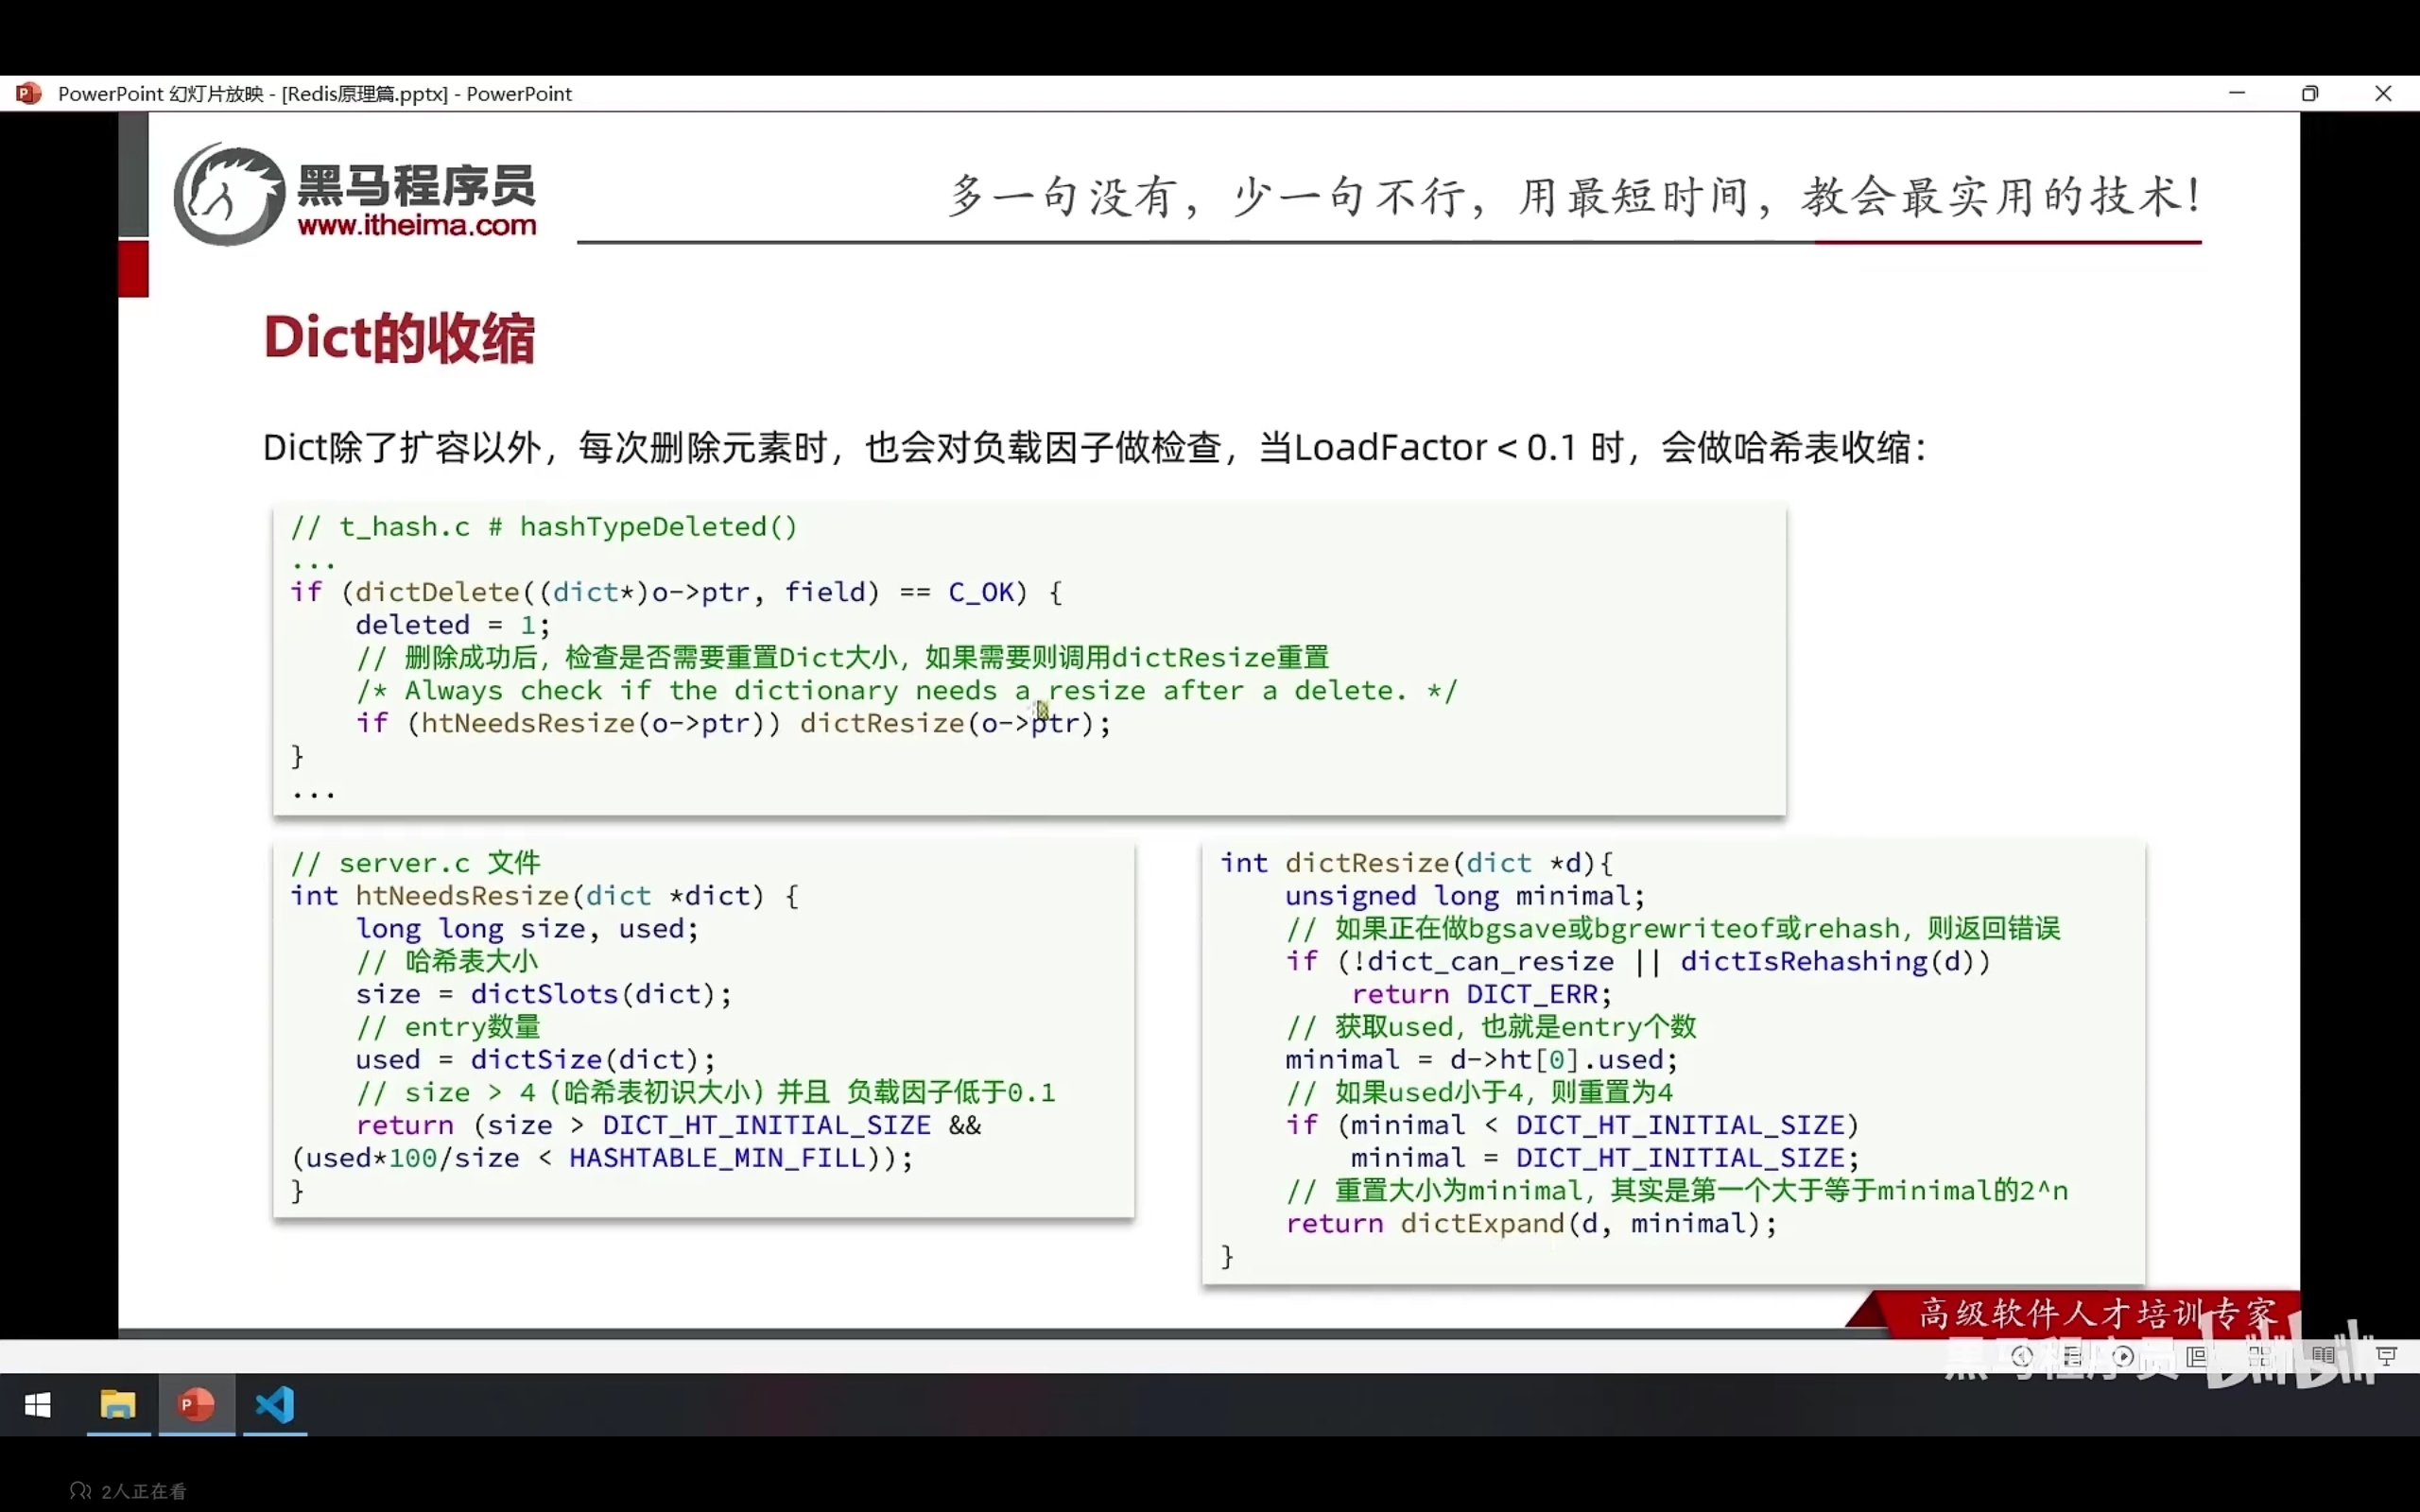 PowerPoint 幻灯片放映 - [Redis原理篇.pptx] - PowerPoint
黑马程序员
www.itheima.com
多一句没有，少一句不行，用最短时间，教会最实用的技术！
Dict的收缩
Dict除了扩容以外，每次删除元素时，也会对负载因子做检查，当LoadFactor < 0.1 时，会做哈希表收缩：
// t_hash.c # hashTypeDeleted()
...
if (dictDelete((dict*)o->ptr, field) == C_OK) {
    deleted = 1;
    // 删除成功后，检查是否需要重置Dict大小，如果需要则调用dictResize重置
    /* Always check if the dictionary needs a resize after a delete. */
    if (htNeedsResize(o->ptr)) dictResize(o->ptr);
}
...
// server.c 文件
int htNeedsResize(dict *dict) {
    long long size, used;
    // 哈希表大小
    size = dictSlots(dict);
    // entry数量
    used = dictSize(dict);
    // size > 4（哈希表初识大小）并且 负载因子低于0.1
    return (size > DICT_HT_INITIAL_SIZE &&
(used*100/size < HASHTABLE_MIN_FILL));
}
int dictResize(dict *d){
    unsigned long minimal;
    // 如果正在做bgsave或bgrewriteof或rehash，则返回错误
    if (!dict_can_resize || dictIsRehashing(d))
        return DICT_ERR;
    // 获取used，也就是entry个数
    minimal = d->ht[0].used;
    // 如果used小于4，则重置为4
    if (minimal < DICT_HT_INITIAL_SIZE)
        minimal = DICT_HT_INITIAL_SIZE;
    // 重置大小为minimal，其实是第一个大于等于minimal的2^n
    return dictExpand(d, minimal);
}
高级软件人才培训专家
黑马程序员 bilibili
2人正在看